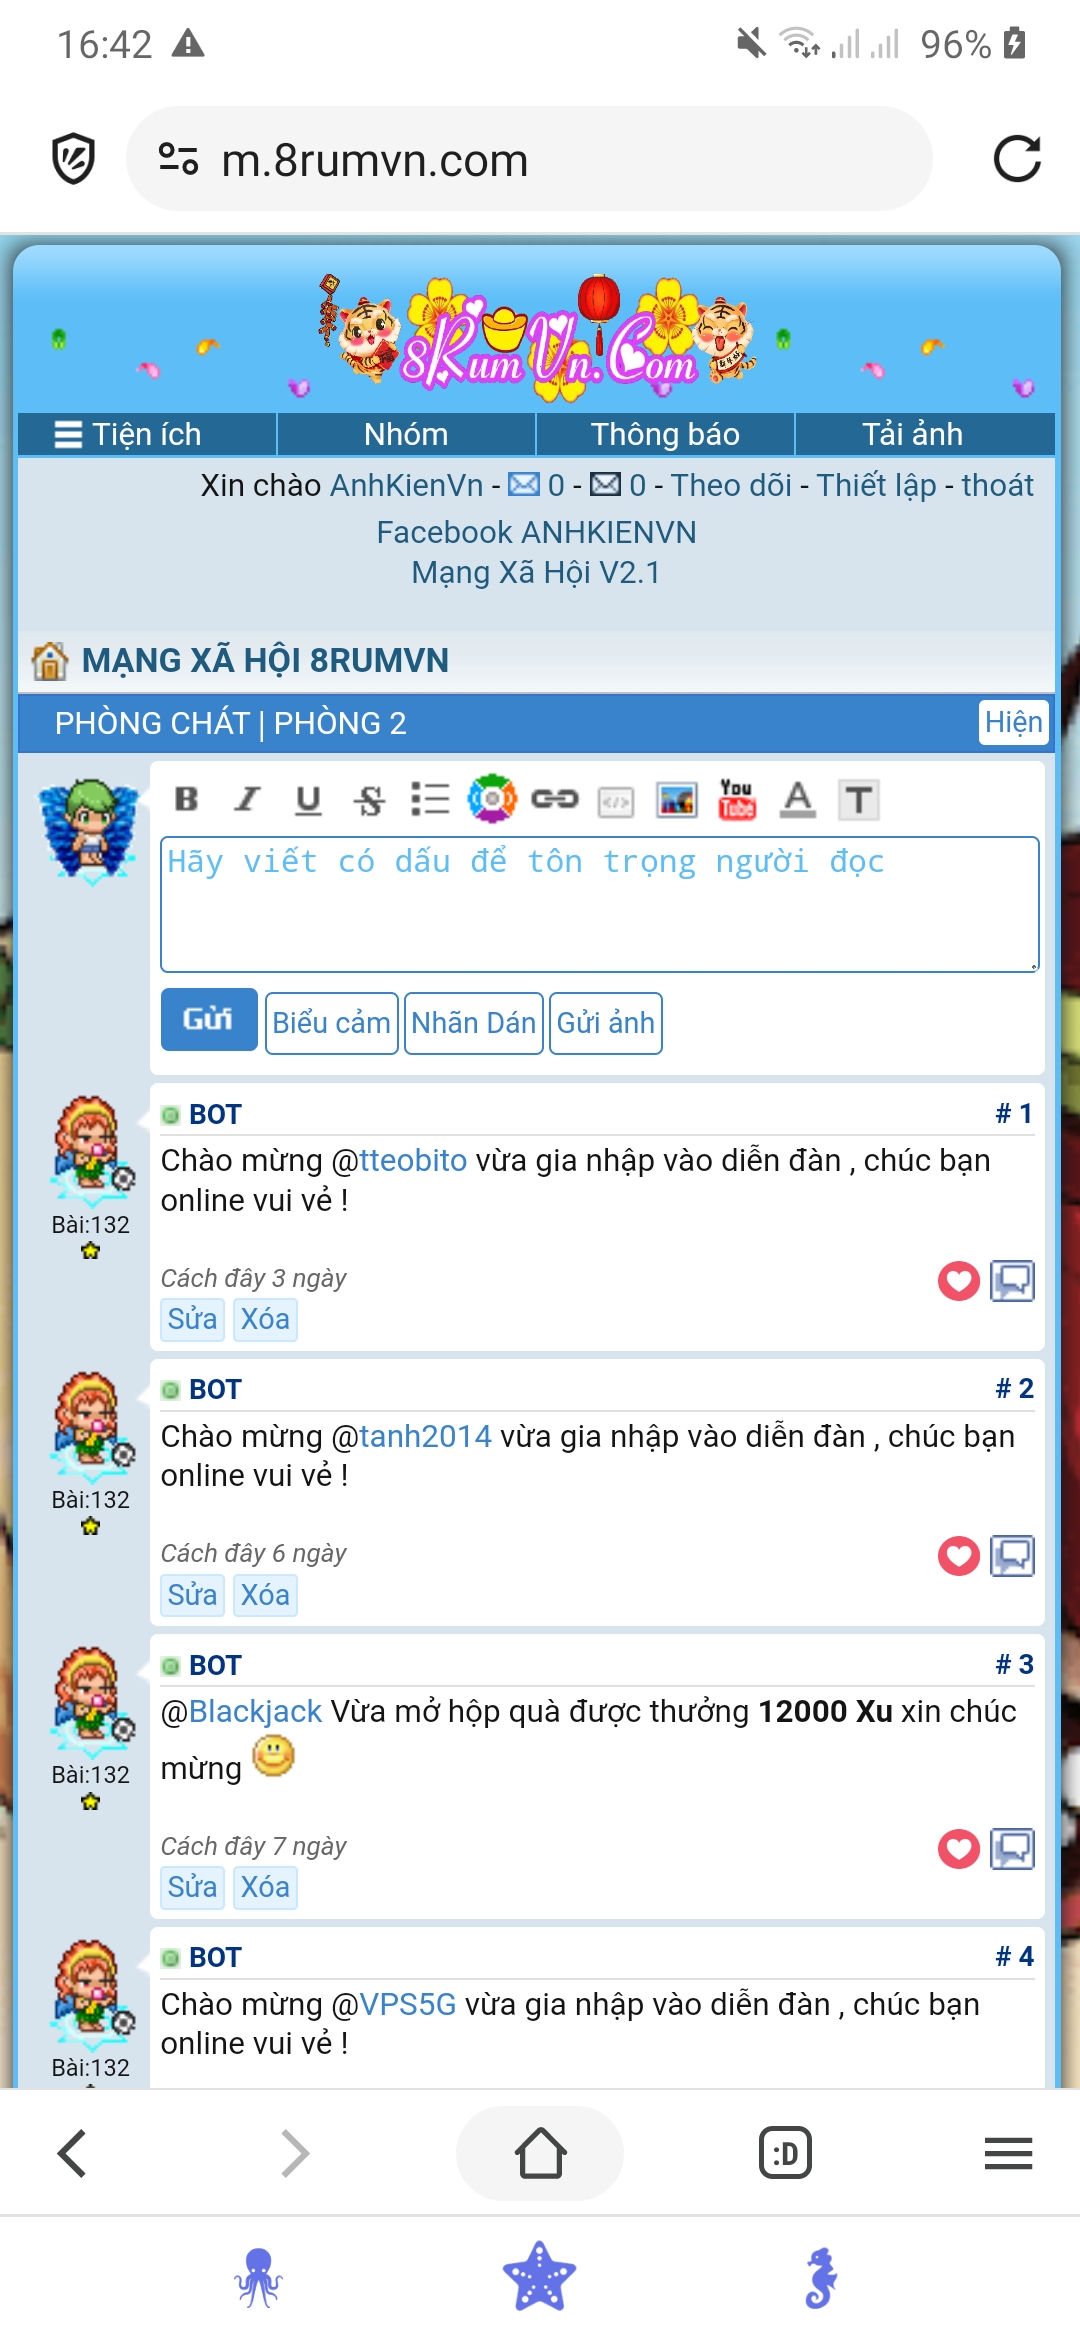 16:42
96%
m.8rumvn.com
8RumVn.Com
Tiện ích
Nhóm
Thông báo
Tải ảnh
Xin chào AnhKienVn - 0 - 0 - Theo dõi - Thiết lập - thoát
Facebook ANHKIENVN
Mạng Xã Hội V2.1
MẠNG XÃ HỘI 8RUMVN
PHÒNG CHÁT | PHÒNG 2
Hiện
B I U S You Tube A T
Hãy viết có dấu để tôn trọng người đọc
Gửi
Biểu cảm
Nhãn Dán
Gửi ảnh
BOT
# 1
Chào mừng @tteobito vừa gia nhập vào diễn đàn , chúc bạn
online vui vẻ !
Bài:132
Cách đây 3 ngày
Sửa
Xóa
BOT
# 2
Chào mừng @tanh2014 vừa gia nhập vào diễn đàn , chúc bạn
online vui vẻ !
Bài:132
Cách đây 6 ngày
Sửa
Xóa
BOT
# 3
@Blackjack Vừa mở hộp quà được thưởng 12000 Xu xin chúc
mừng
Bài:132
Cách đây 7 ngày
Sửa
Xóa
BOT
# 4
Chào mừng @VPS5G vừa gia nhập vào diễn đàn , chúc bạn
online vui vẻ !
Bài:132
:D